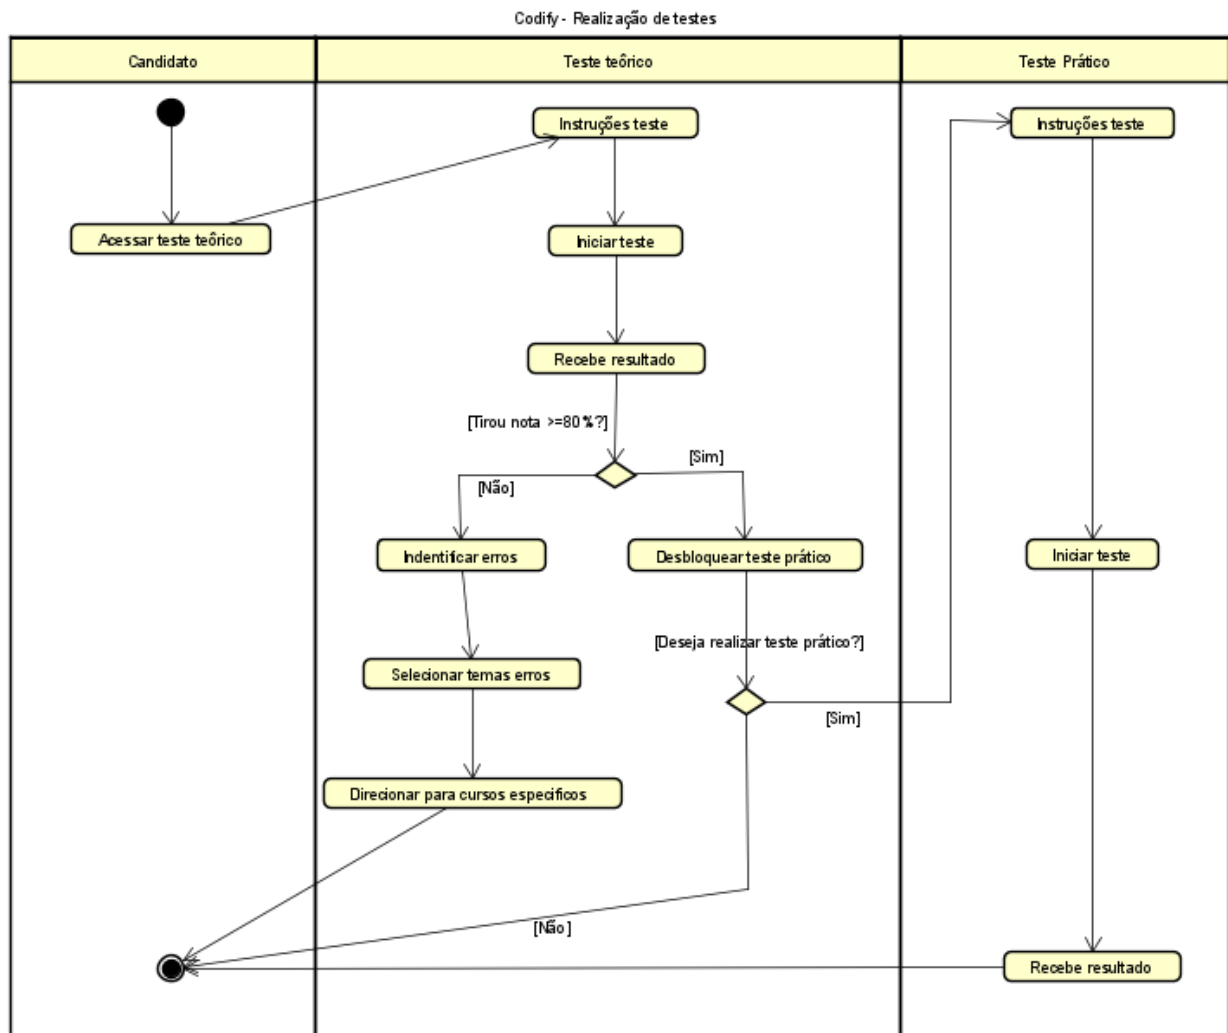 Codify - Realização de testes
Candidato
Teste teórico
Teste Prático
Instruções teste
Instruções teste
Acessar teste teôrico
Iniciar teste
Recebe resultado
[Tirou nota >=80%?]
[Sim]
[Não]
Indentificar erros
Desbloquear teste prático
Iniciar teste
[Deseja realizar teste prático?]
Selecionar temas erros
[Sim]
Direcionar para cursos especificos
[Não]
Recebe resultado